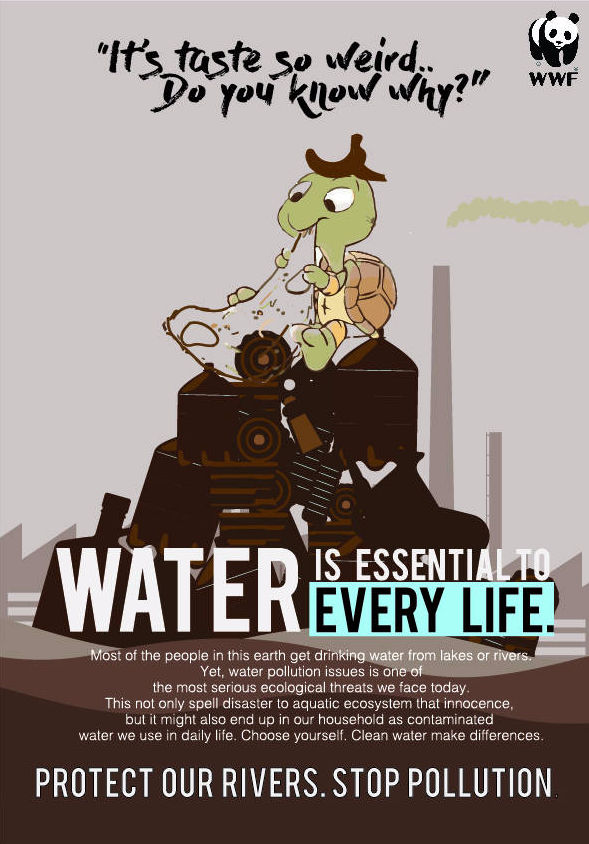 "It's taste so weird..
Do you know why?"
WWF
WATER IS ESSENTIAL TO
EVERY LIFE.
Most of the people in this earth get drinking water from lakes or rivers.
Yet, water pollution issues is one of
the most serious ecological threats we face today.
This not only spell disaster to aquatic ecosystem that innocence,
but it might also end up in our household as contaminated
water we use in daily life. Choose yourself. Clean water make differences.
PROTECT OUR RIVERS. STOP POLLUTION.